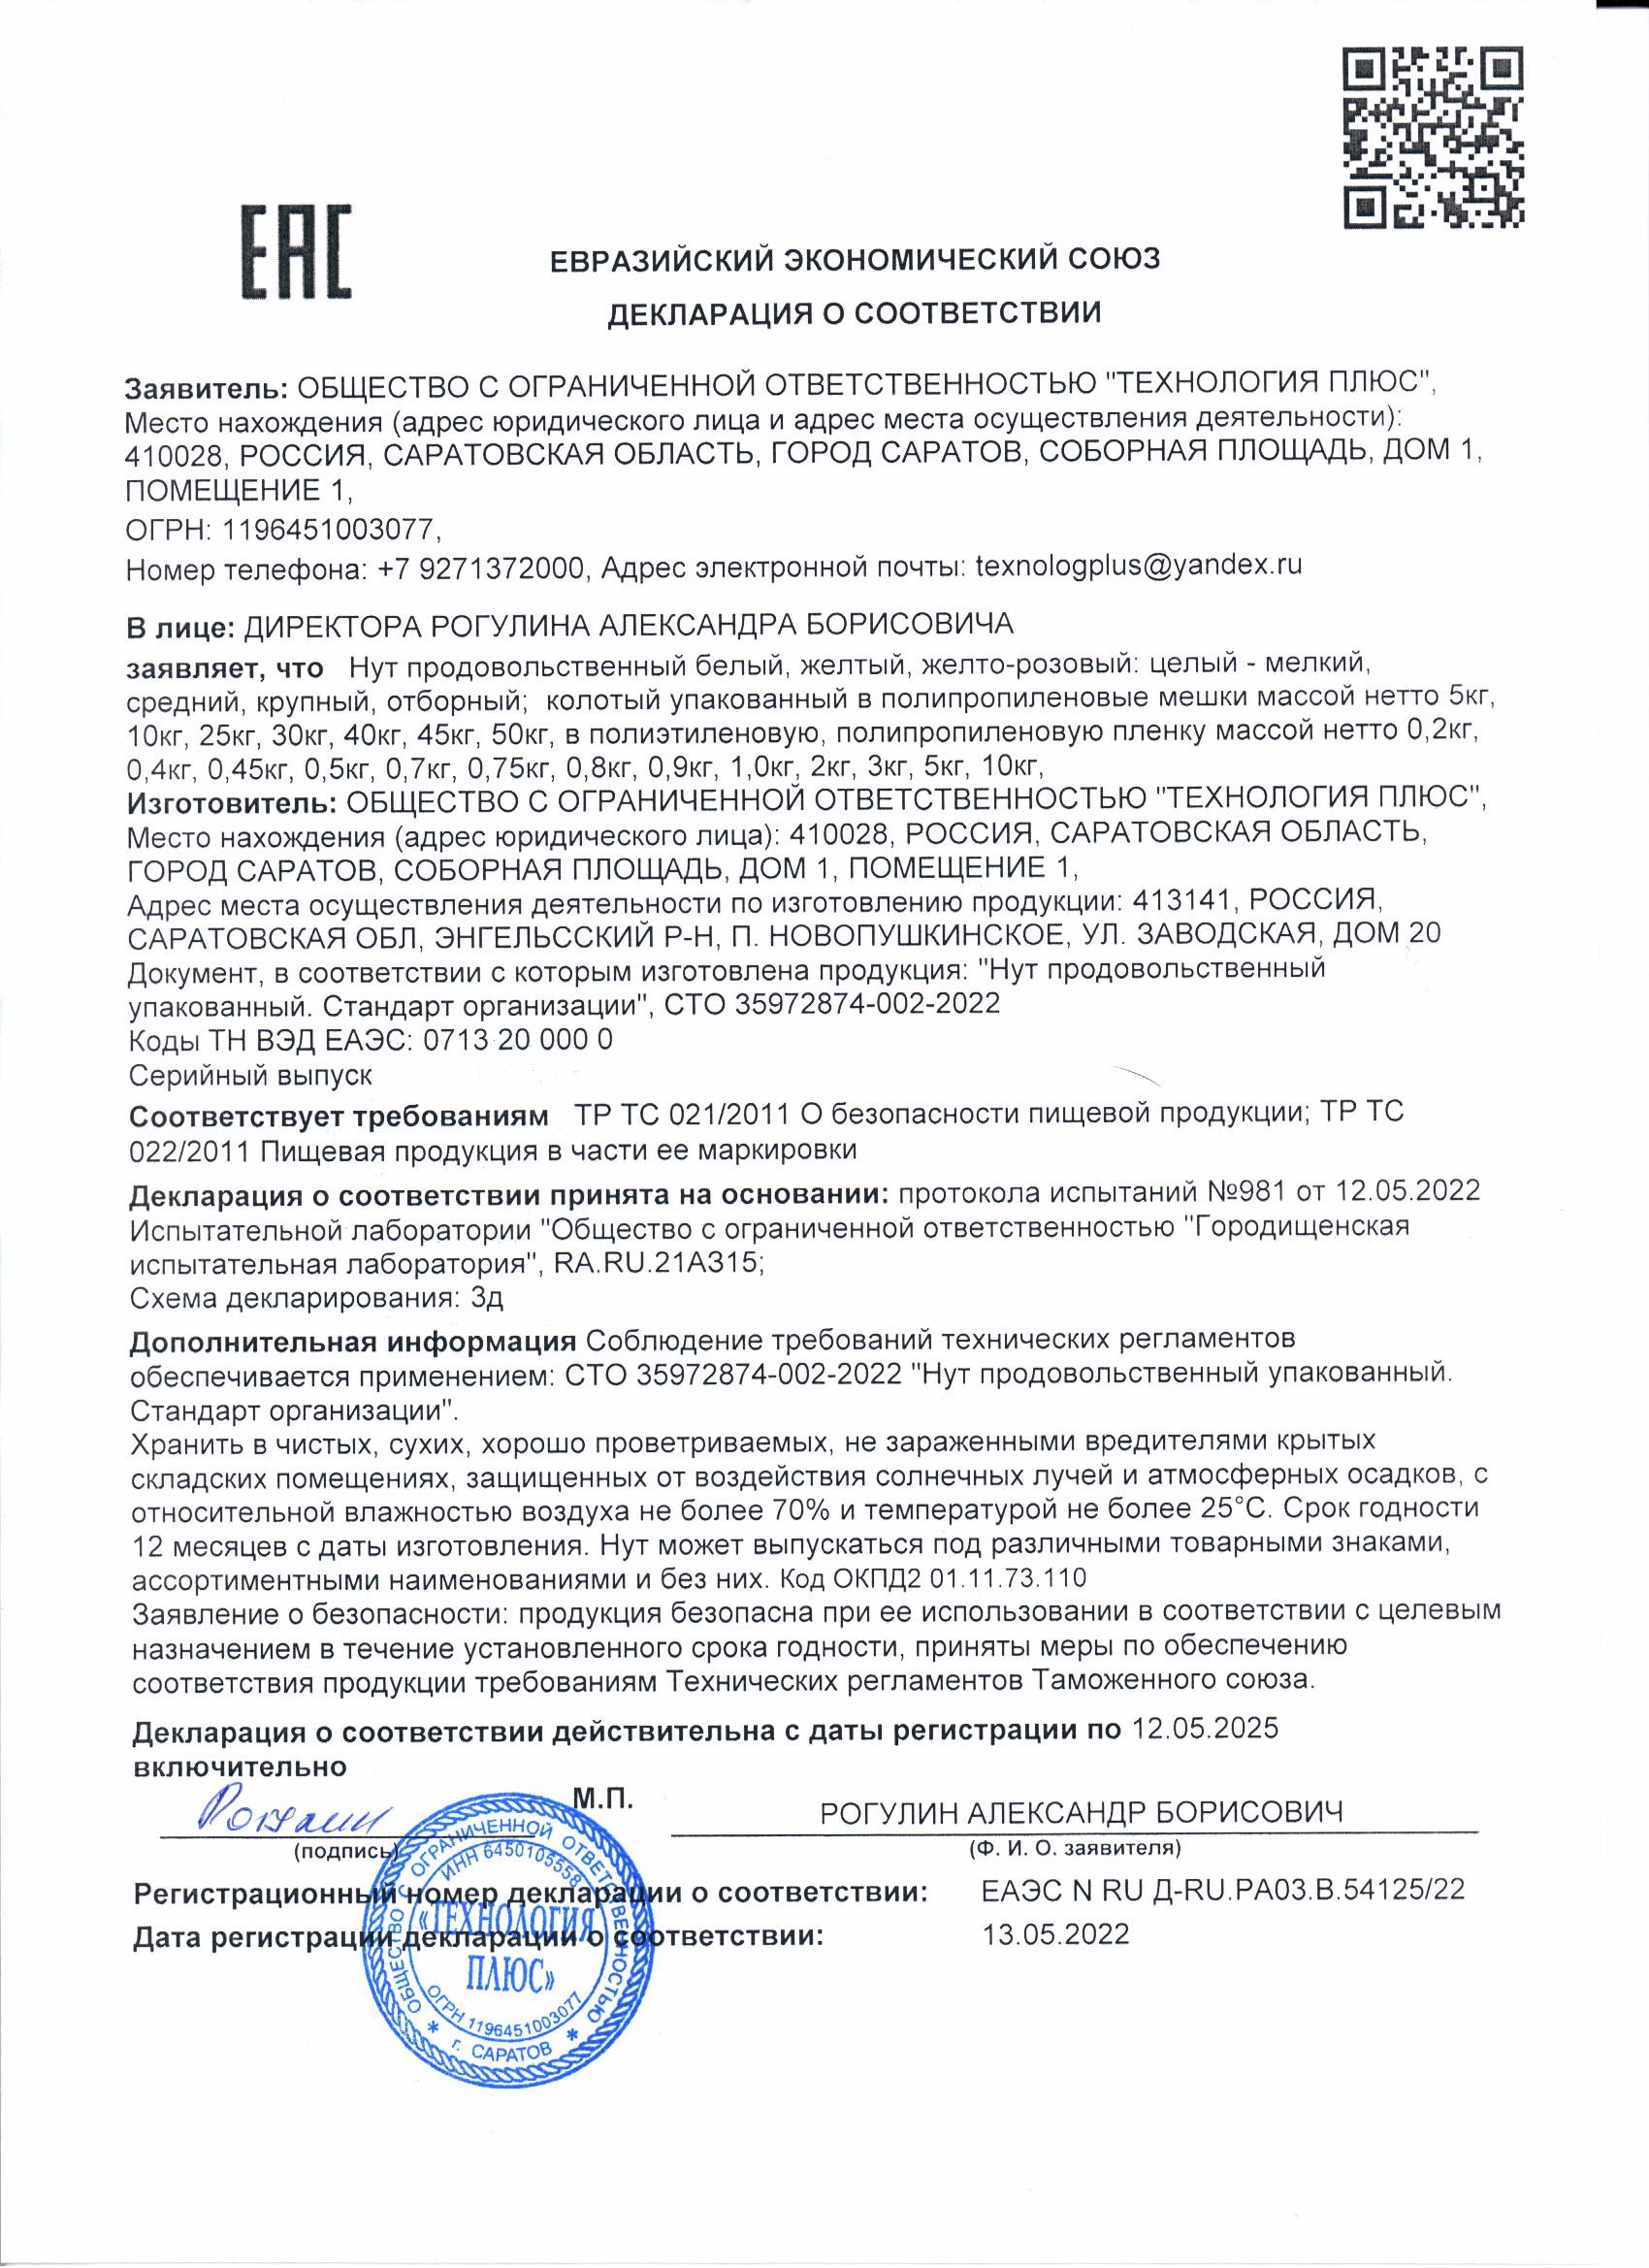 ЕАС
ЕВРАЗИЙСКИЙ ЭКОНОМИЧЕСКИЙ СОЮЗ
ДЕКЛАРАЦИЯ О СООТВЕТСТВИИ
Заявитель: ОБЩЕСТВО С ОГРАНИЧЕННОЙ ОТВЕТСТВЕННОСТЬЮ "ТЕХНОЛОГИЯ ПЛЮС",
Место нахождения (адрес юридического лица и адрес места осуществления деятельности):
410028, РОССИЯ, САРАТОВСКАЯ ОБЛАСТЬ, ГОРОД САРАТОВ, СОБОРНАЯ ПЛОЩАДЬ, ДОМ 1,
ПОМЕЩЕНИЕ 1,
ОГРН: 1196451003077,
Номер телефона: +7 9271372000, Адрес электронной почты: texnologplus@yandex.ru
В лице: ДИРЕКТОРА РОГУЛИНА АЛЕКСАНДРА БОРИСОВИЧА
заявляет, что Нут продовольственный белый, желтый, желто-розовый: целый - мелкий,
средний, крупный, отборный; колотый упакованный в полипропиленовые мешки массой нетто 5кг,
10кг, 25кг, 30кг, 40кг, 45кг, 50кг, в полиэтиленовую, полипропиленовую пленку массой нетто 0,2кг,
0,4кг, 0,45кг, 0,5кг, 0,7кг, 0,75кг, 0,8кг, 0,9кг, 1,0кг, 2кг, 3кг, 5кг, 10кг,
Изготовитель: ОБЩЕСТВО С ОГРАНИЧЕННОЙ ОТВЕТСТВЕННОСТЬЮ "ТЕХНОЛОГИЯ ПЛЮС",
Место нахождения (адрес юридического лица): 410028, РОССИЯ, САРАТОВСКАЯ ОБЛАСТЬ,
ГОРОД САРАТОВ, СОБОРНАЯ ПЛОЩАДЬ, ДОМ 1, ПОМЕЩЕНИЕ 1,
Адрес места осуществления деятельности по изготовлению продукции: 413141, РОССИЯ,
САРАТОВСКАЯ ОБЛ, ЭНГЕЛЬССКИЙ Р-Н, П. НОВОПУШКИНСКОЕ, УЛ. ЗАВОДСКАЯ, ДОМ 20
Документ, в соответствии с которым изготовлена продукция: "Нут продовольственный
упакованный. Стандарт организации", СТО 35972874-002-2022
Коды ТН ВЭД ЕАЭС: 0713 20 000 0
Серийный выпуск
Соответствует требованиям ТР ТС 021/2011 О безопасности пищевой продукции; ТР ТС
022/2011 Пищевая продукция в части ее маркировки
Декларация о соответствии принята на основании: протокола испытаний №981 от 12.05.2022
Испытательной лаборатории "Общество с ограниченной ответственностью "Городищенская
испытательная лаборатория", RA.RU.21АЗ15;
Схема декларирования: 3д
Дополнительная информация Соблюдение требований технических регламентов
обеспечивается применением: СТО 35972874-002-2022 "Нут продовольственный упакованный.
Стандарт организации".
Хранить в чистых, сухих, хорошо проветриваемых, не зараженными вредителями крытых
складских помещениях, защищенных от воздействия солнечных лучей и атмосферных осадков, с
относительной влажностью воздуха не более 70% и температурой не более 25°С. Срок годности
12 месяцев с даты изготовления. Нут может выпускаться под различными товарными знаками,
ассортиментными наименованиями и без них. Код ОКПД2 01.11.73.110
Заявление о безопасности: продукция безопасна при ее использовании в соответствии с целевым
назначением в течение установленного срока годности, приняты меры по обеспечению
соответствия продукции требованиям Технических регламентов Таможенного союза.
Декларация о соответствии действительна с даты регистрации по 12.05.2025
включительно
М.П.
РОГУЛИН АЛЕКСАНДР БОРИСОВИЧ
(подпись)
(Ф. И. О. заявителя)
Регистрационный номер декларации о соответствии: ЕАЭС N RU Д-RU.РА03.В.54125/22
Дата регистрации декларации о соответствии: 13.05.2022
ОБЩЕСТВО С ОГРАНИЧЕННОЙ ОТВЕТСТВЕННОСТЬЮ
ИНН 6450105558
«ТЕХНОЛОГИЯ
ПЛЮС»
ОГРН 1196451003077
* г. САРАТОВ *